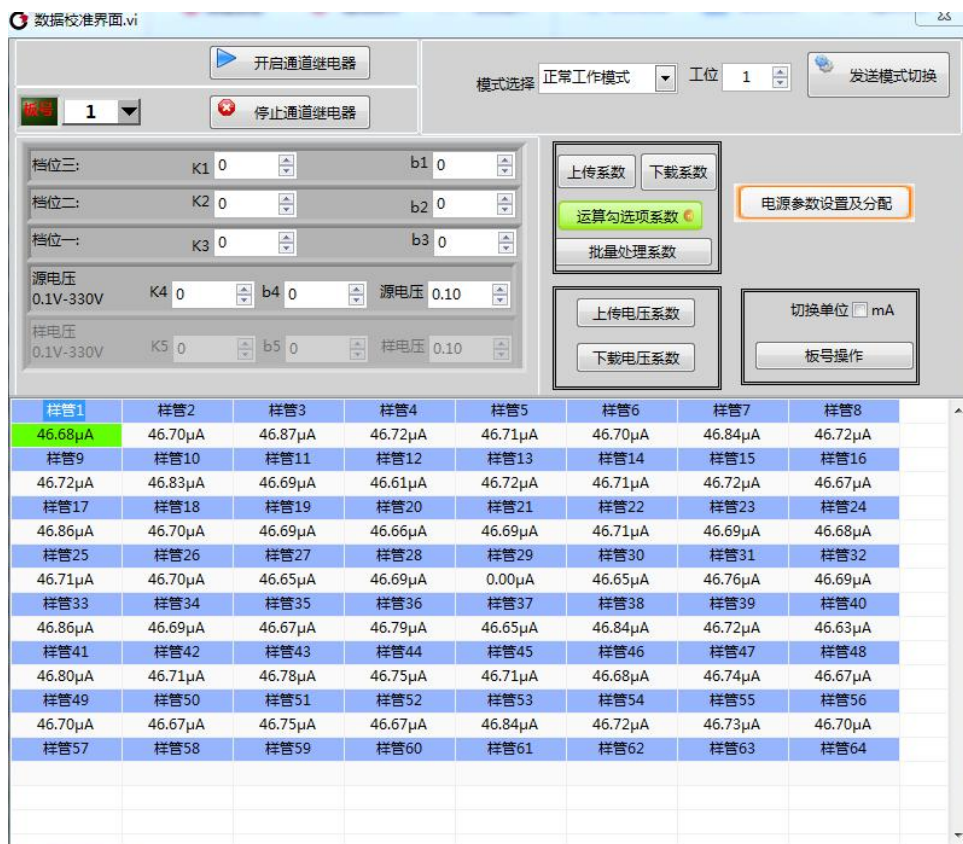 数据校准界面.vi
开启通道继电器
模式选择 正常工作模式 工位 1 发送模式切换
板号 1 停止通道继电器
档位三: K1 0 b1 0
上传系数 下载系数
档位二: K2 0 b2 0
运算勾选项系数 电源参数设置及分配
档位一: K3 0 b3 0
批量处理系数
源电压
0.1V-330V K4 0 b4 0 源电压 0.10
上传电压系数 切换单位 mA
样电压
0.1V-330V K5 0 b5 0 样电压 0.10
下载电压系数 板号操作
样管1 样管2 样管3 样管4 样管5 样管6 样管7 样管8
46.68μA 46.70μA 46.87μA 46.72μA 46.71μA 46.70μA 46.84μA 46.72μA
样管9 样管10 样管11 样管12 样管13 样管14 样管15 样管16
46.72μA 46.83μA 46.69μA 46.61μA 46.72μA 46.71μA 46.72μA 46.67μA
样管17 样管18 样管19 样管20 样管21 样管22 样管23 样管24
46.86μA 46.70μA 46.69μA 46.66μA 46.69μA 46.71μA 46.69μA 46.68μA
样管25 样管26 样管27 样管28 样管29 样管30 样管31 样管32
46.71μA 46.70μA 46.65μA 46.69μA 0.00μA 46.65μA 46.76μA 46.69μA
样管33 样管34 样管35 样管36 样管37 样管38 样管39 样管40
46.86μA 46.69μA 46.67μA 46.79μA 46.65μA 46.84μA 46.72μA 46.63μA
样管41 样管42 样管43 样管44 样管45 样管46 样管47 样管48
46.80μA 46.71μA 46.78μA 46.75μA 46.71μA 46.68μA 46.74μA 46.67μA
样管49 样管50 样管51 样管52 样管53 样管54 样管55 样管56
46.70μA 46.67μA 46.75μA 46.67μA 46.84μA 46.72μA 46.73μA 46.70μA
样管57 样管58 样管59 样管60 样管61 样管62 样管63 样管64